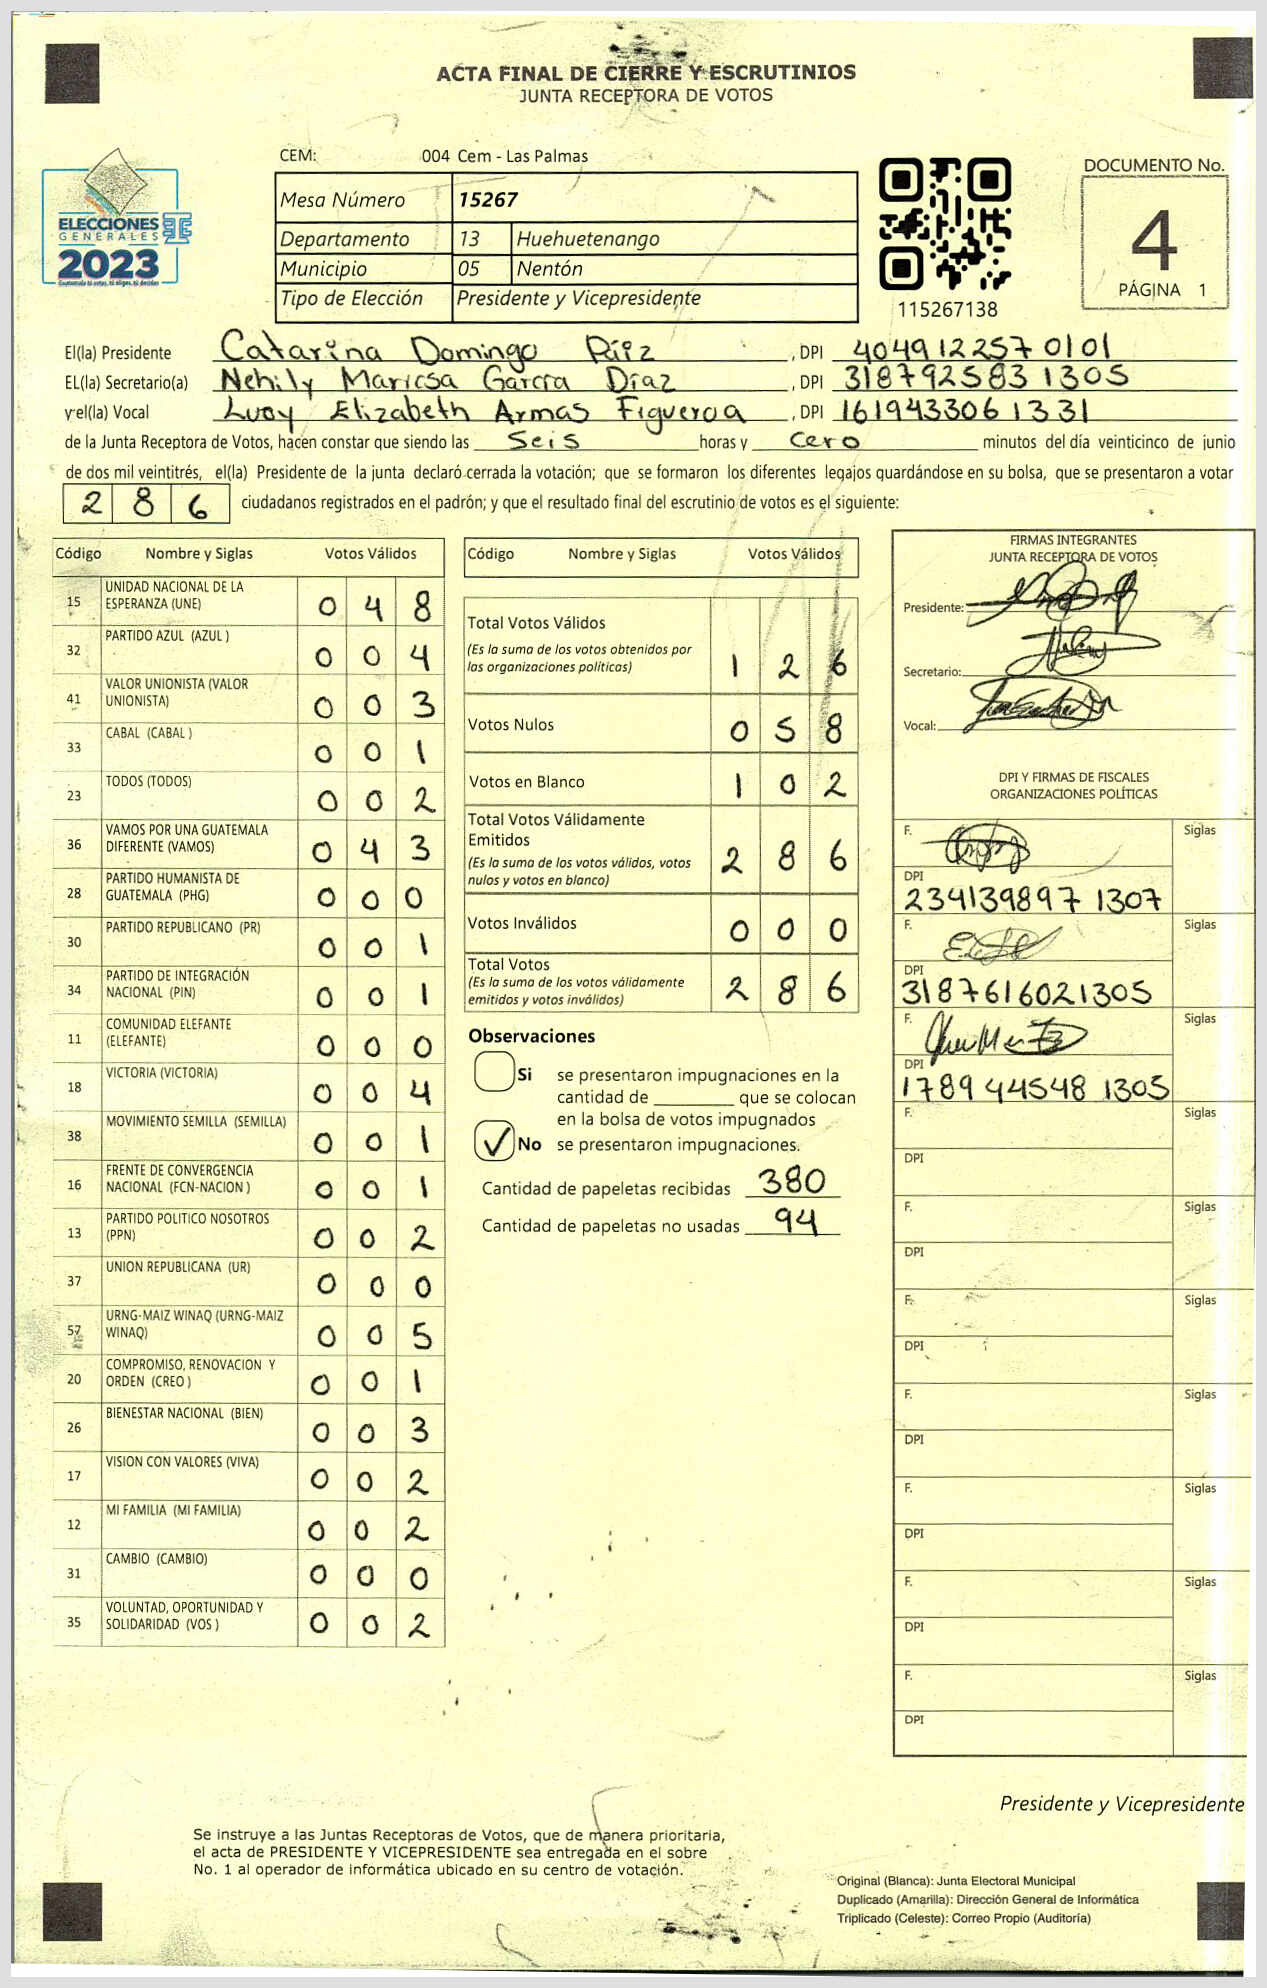 ACTA FINAL DE CIERRE Y ESCRUTINIOS
JUNTA RECEPTORA DE VOTOS
ELECCIONES
GENERALES
2023
CEM: 004 Cem - Las Palmas
Mesa Número 15267
Departamento 13 Huehuetenango
Municipio 05 Nentón
Tipo de Elección Presidente y Vicepresidente
115267138
DOCUMENTO No.
4
PÁGINA 1
El(la) Presidente Catarina Domingo Páiz, DPI 404912257 0101
EL(la) Secretario(a) Nehily Maricsa García Díaz, DPI 318792583 1305
y el(la) Vocal Lucy Elizabeth Armas Figueroa, DPI 161943306 1331
de la Junta Receptora de Votos, hacen constar que siendo las Seis horas y cero minutos del día veinticinco de junio
de dos mil veintitrés, el(la) Presidente de la junta declaró cerrada la votación; que se formaron los diferentes legajos quardándose en su bolsa, que se presentaron a votar
2 8 6 ciudadanos registrados en el padrón; y que el resultado final del escrutinio de votos es el siguiente:
Código Nombre y Siglas Votos Válidos
15 UNIDAD NACIONAL DE LA
ESPERANZA (UNE) 0 4 8
32 PARTIDO AZUL (AZUL ) 0 0 4
41 VALOR UNIONISTA (VALOR
UNIONISTA) 0 0 3
33 CABAL (CABAL ) 0 0 1
23 TODOS (TODOS) 0 0 2
36 VAMOS POR UNA GUATEMALA
DIFERENTE (VAMOS) 0 4 3
28 PARTIDO HUMANISTA DE
GUATEMALA (PHG) 0 0 0
30 PARTIDO REPUBLICANO (PR) 0 0 1
34 PARTIDO DE INTEGRACIÓN
NACIONAL (PIN) 0 0 1
11 COMUNIDAD ELEFANTE
(ELEFANTE) 0 0 0
18 VICTORIA (VICTORIA) 0 0 4
38 MOVIMIENTO SEMILLA (SEMILLA) 0 0 1
16 FRENTE DE CONVERGENCIA
NACIONAL (FCN-NACION ) 0 0 1
13 PARTIDO POLITICO NOSOTROS
(PPN) 0 0 2
37 UNION REPUBLICANA (UR) 0 0 0
57 URNG-MAIZ WINAQ (URNG-MAIZ
WINAQ) 0 0 5
20 COMPROMISO, RENOVACION Y
ORDEN (CREO ) 0 0 1
26 BIENESTAR NACIONAL (BIEN) 0 0 3
17 VISION CON VALORES (VIVA) 0 0 2
12 MI FAMILIA (MI FAMILIA) 0 0 2
31 CAMBIO (CAMBIO) 0 0 0
35 VOLUNTAD, OPORTUNIDAD Y
SOLIDARIDAD (VOS ) 0 0 2
Código Nombre y Siglas Votos Válidos
Total Votos Válidos
(Es la suma de los votos obtenidos por
las organizaciones políticas) 1 2 6
Votos Nulos 0 5 8
Votos en Blanco 1 0 2
Total Votos Válidamente
Emitidos
(Es la suma de los votos válidos, votos
nulos y votos en blanco) 2 8 6
Votos Inválidos 0 0 0
Total Votos
(Es la suma de los votos válidamente
emitidos y votos inválidos) 2 8 6
Observaciones
Si se presentaron impugnaciones en la
cantidad de ________ que se colocan
en la bolsa de votos impugnados
No se presentaron impugnaciones.
Cantidad de papeletas recibidas 380
Cantidad de papeletas no usadas 94
FIRMAS INTEGRANTES
JUNTA RECEPTORA DE VOTOS
Presidente:
Secretario:
Vocal:
DPI Y FIRMAS DE FISCALES
ORGANIZACIONES POLÍTICAS
F. Siglas
DPI
234139897 1307
F. Siglas
DPI
3187616021305
F. Siglas
DPI
1789 44548 1305
F. Siglas
DPI
F. Siglas
DPI
F. Siglas
DPI
F. Siglas
DPI
F. Siglas
DPI
F. Siglas
DPI
F. Siglas
DPI
Presidente y Vicepresidente
Se instruye a las Juntas Receptoras de Votos, que de manera prioritaria,
el acta de PRESIDENTE Y VICEPRESIDENTE sea entregada en el sobre
No. 1 al operador de informática ubicado en su centro de votación.
Original (Blanca): Junta Electoral Municipal
Duplicado (Amarilla): Dirección General de Informática
Triplicado (Celeste): Correo Propio (Auditoría)